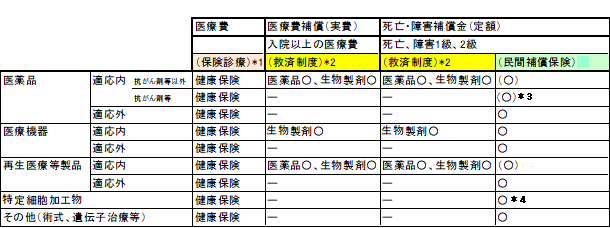 医療費 医療費補償(実費) 死亡・障害補償金(定額)
入院以上の医療費 死亡、障害1級、2級
(保険診療)*1 (救済制度)*2 (救済制度)*2 (民間補償保険)
医薬品 適応内 抗がん剤等以外 健康保険 医薬品〇、生物製剤〇 医薬品〇、生物製剤〇 (〇)
抗がん剤等 健康保険 ― ― (〇)*3
適応外 健康保険 ― ― 〇
医療機器 適応内 健康保険 生物製剤〇 生物製剤〇 〇
適応外 健康保険 ― ― 〇
再生医療等製品 適応内 健康保険 医薬品〇、生物製剤〇 医薬品〇、生物製剤〇 (〇)
適応外 健康保険 ― ― 〇
特定細胞加工物 健康保険 ― ― 〇*4
その他(術式、遺伝子治療等) 健康保険 ― ― 〇